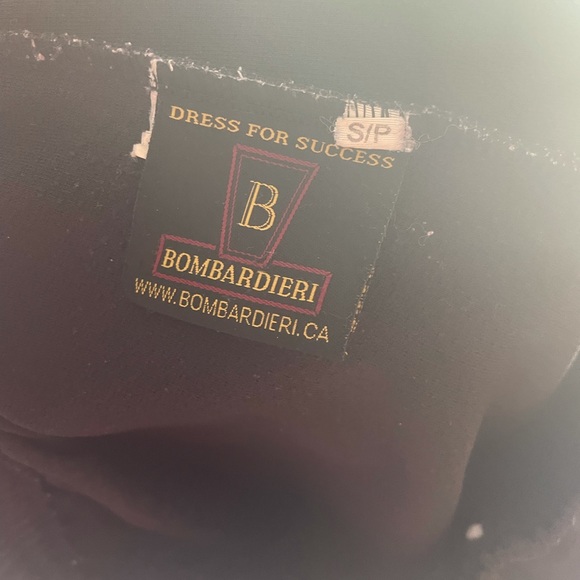 DRESS FOR SUCCESS
S/P
B
BOMBARDIERI
WWW.BOMBARDIERI.CA